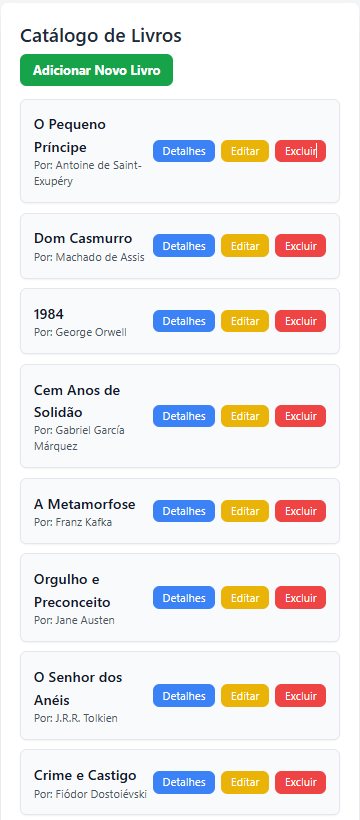 Catálogo de Livros
Adicionar Novo Livro
O Pequeno
Príncipe
Por: Antoine de Saint-
Exupéry
Detalhes Editar Excluir
Dom Casmurro
Por: Machado de Assis
Detalhes Editar Excluir
1984
Por: George Orwell
Detalhes Editar Excluir
Cem Anos de
Solidão
Por: Gabriel García
Márquez
Detalhes Editar Excluir
A Metamorfose
Por: Franz Kafka
Detalhes Editar Excluir
Orgulho e
Preconceito
Por: Jane Austen
Detalhes Editar Excluir
O Senhor dos
Anéis
Por: J.R.R. Tolkien
Detalhes Editar Excluir
Crime e Castigo
Por: Fiódor Dostoiévski
Detalhes Editar Excluir